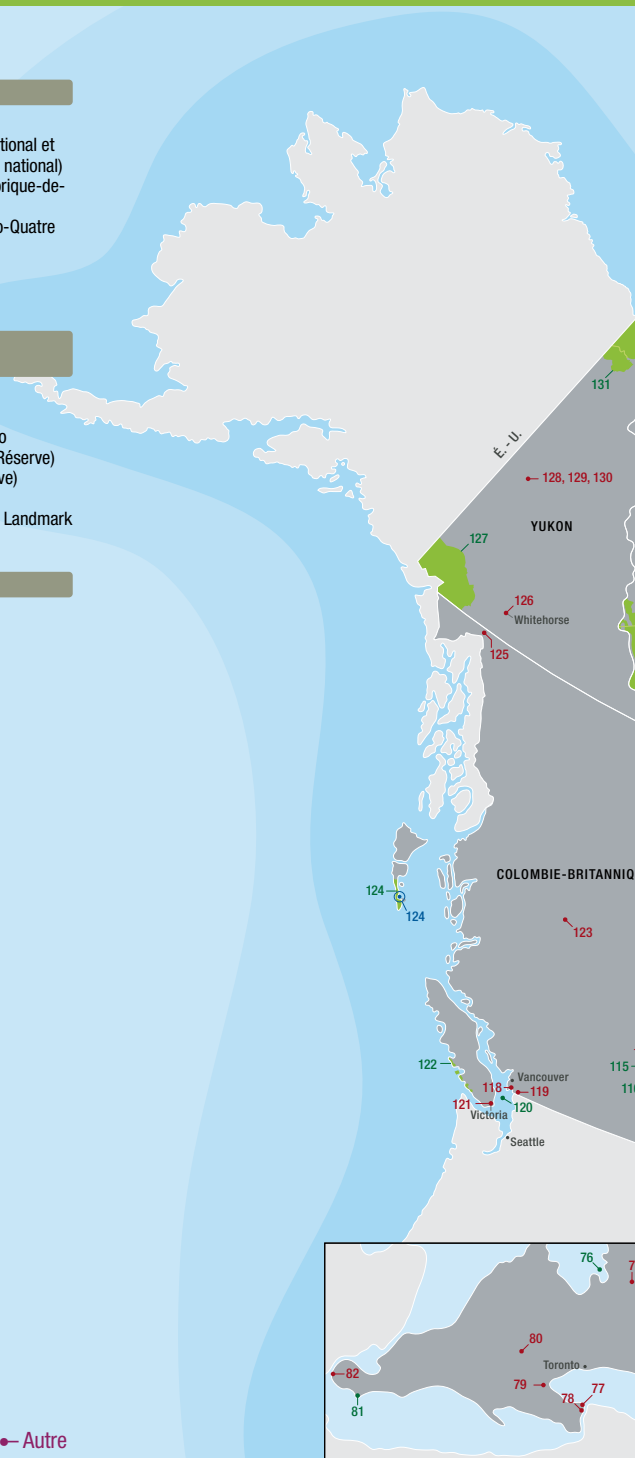 tional et
national)
rique-de-
o-Quatre
o
Réserve)
ve)
Landmark
131
É. - U.
128, 129, 130
YUKON
127
126
Whitehorse
125
COLOMBIE-BRITANNIQ
124
124
123
122
115
Vancouver
118
119
116
121
120
Victoria
Seattle
76
7
80
Toronto
82
79
77
78
81
Autre